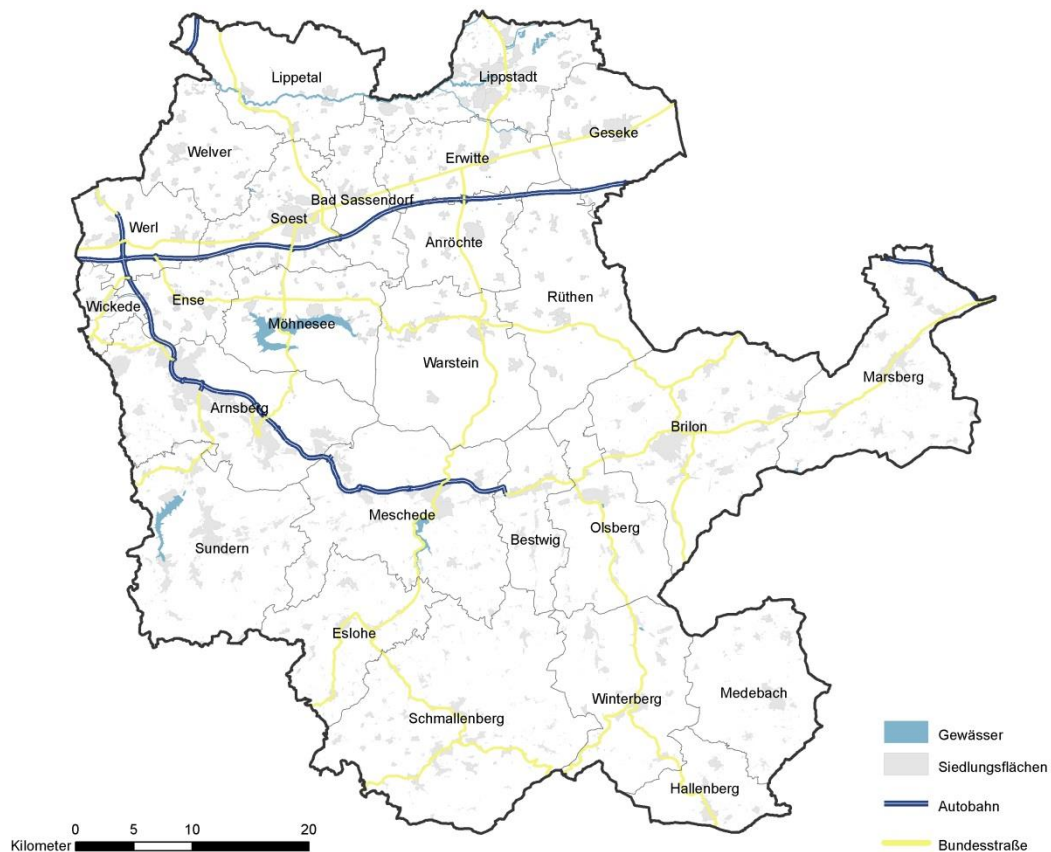 Lippetal
Lippstadt
Geseke
Welver
Erwitte
Bad Sassendorf
Soest
Werl
Anröchte
Wickede
Ense
Rüthen
Möhnesee
Warstein
Marsberg
Arnsberg
Brilon
Meschede
Olsberg
Bestwig
Sundern
Eslohe
Medebach
Winterberg
Schmallenberg
Hallenberg
Gewässer
Siedlungsflächen
Autobahn
Bundesstraße
0 5 10 20
Kilometer